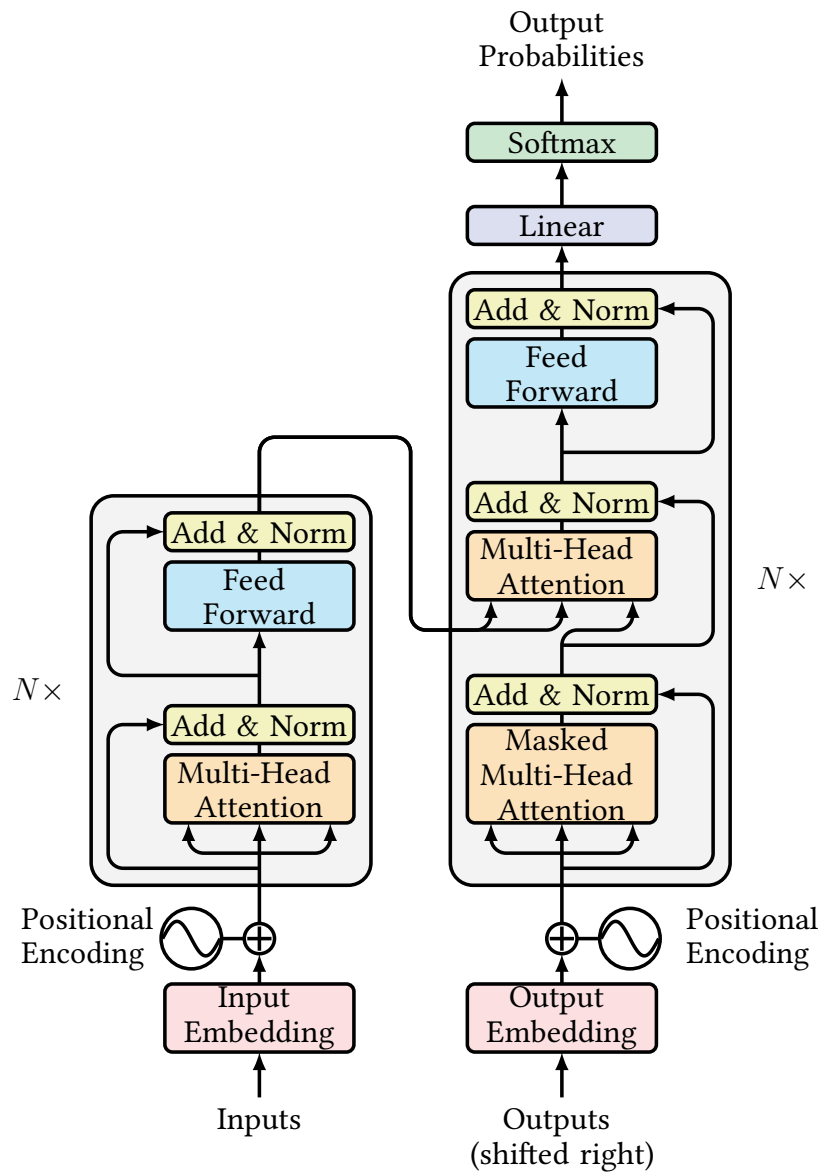 Output
Probabilities
Softmax
Linear
Add & Norm
Feed
Forward
Add & Norm
Multi-Head
Attention
N×
Add & Norm
Masked
Multi-Head
Attention
Add & Norm
Feed
Forward
N×
Add & Norm
Multi-Head
Attention
Positional
Encoding
Positional
Encoding
Input
Embedding
Output
Embedding
Inputs
Outputs
(shifted right)